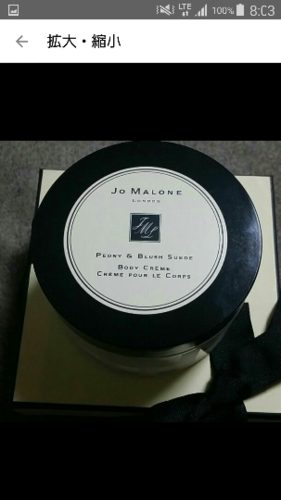 LTE
100%
8:03
拡大・縮小
JO MALONE
LONDON
JML
PEONY & BLUSH SUEDE
BODY CRÈME
CRÈME POUR LE CORPS